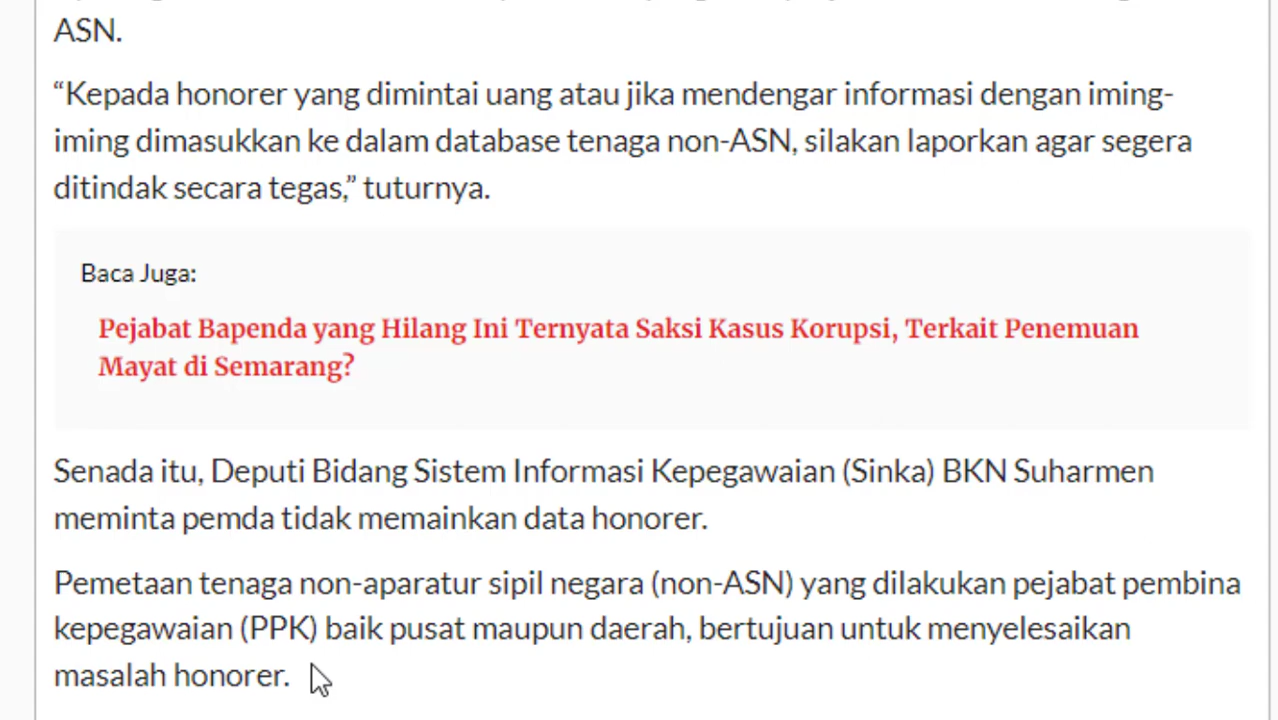 ASN.
“Kepada honorer yang dimintai uang atau jika mendengar informasi dengan iming-
iming dimasukkan ke dalam database tenaga non-ASN, silakan laporkan agar segera
ditindak secara tegas,” tuturnya.
Baca Juga:
Pejabat Bapenda yang Hilang Ini Ternyata Saksi Kasus Korupsi, Terkait Penemuan
Mayat di Semarang?
Senada itu, Deputi Bidang Sistem Informasi Kepegawaian (Sinka) BKN Suharmen
meminta pemda tidak memainkan data honorer.
Pemetaan tenaga non-aparatur sipil negara (non-ASN) yang dilakukan pejabat pembina
kepegawaian (PPK) baik pusat maupun daerah, bertujuan untuk menyelesaikan
masalah honorer.